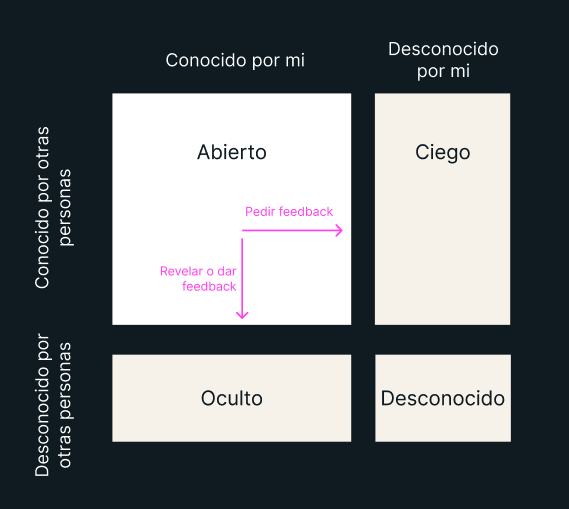 Conocido por mi
Desconocido
por mi
Conocido por otras
personas
Abierto
Ciego
Pedir feedback
Revelar o dar
feedback
Desconocido por
otras personas
Oculto
Desconocido